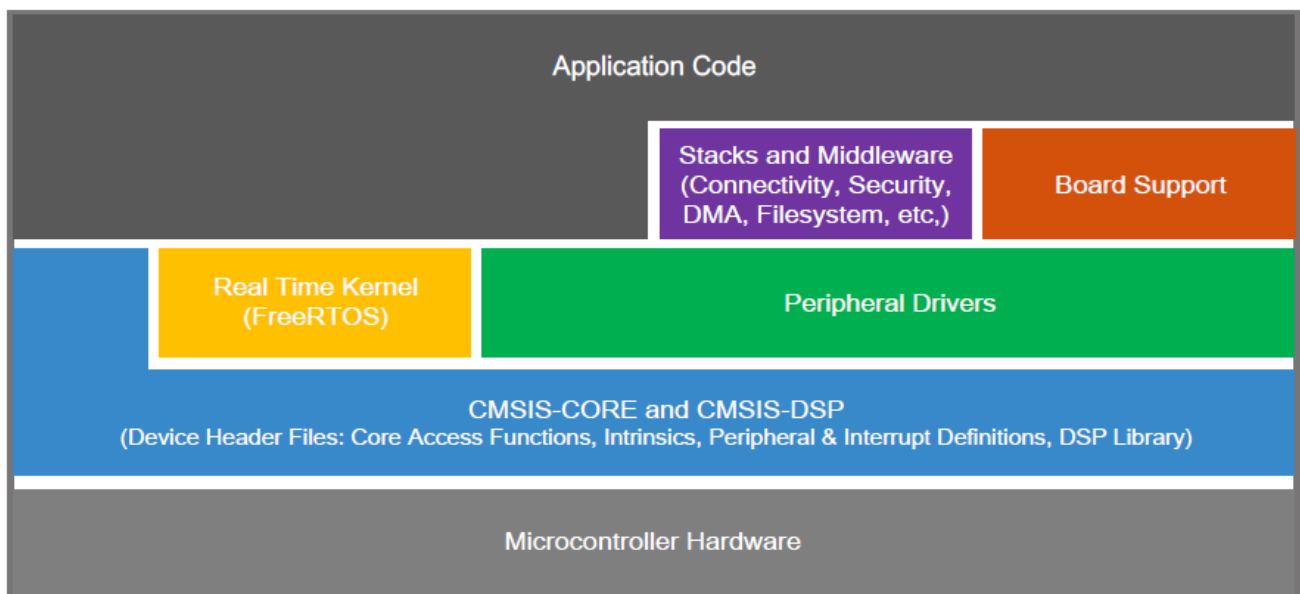 Application Code
Stacks and Middleware
(Connectivity, Security,
DMA, Filesystem, etc,)
Board Support
Real Time Kernel
(FreeRTOS)
Peripheral Drivers
CMSIS-CORE and CMSIS-DSP
(Device Header Files: Core Access Functions, Intrinsics, Peripheral & Interrupt Definitions, DSP Library)
Microcontroller Hardware